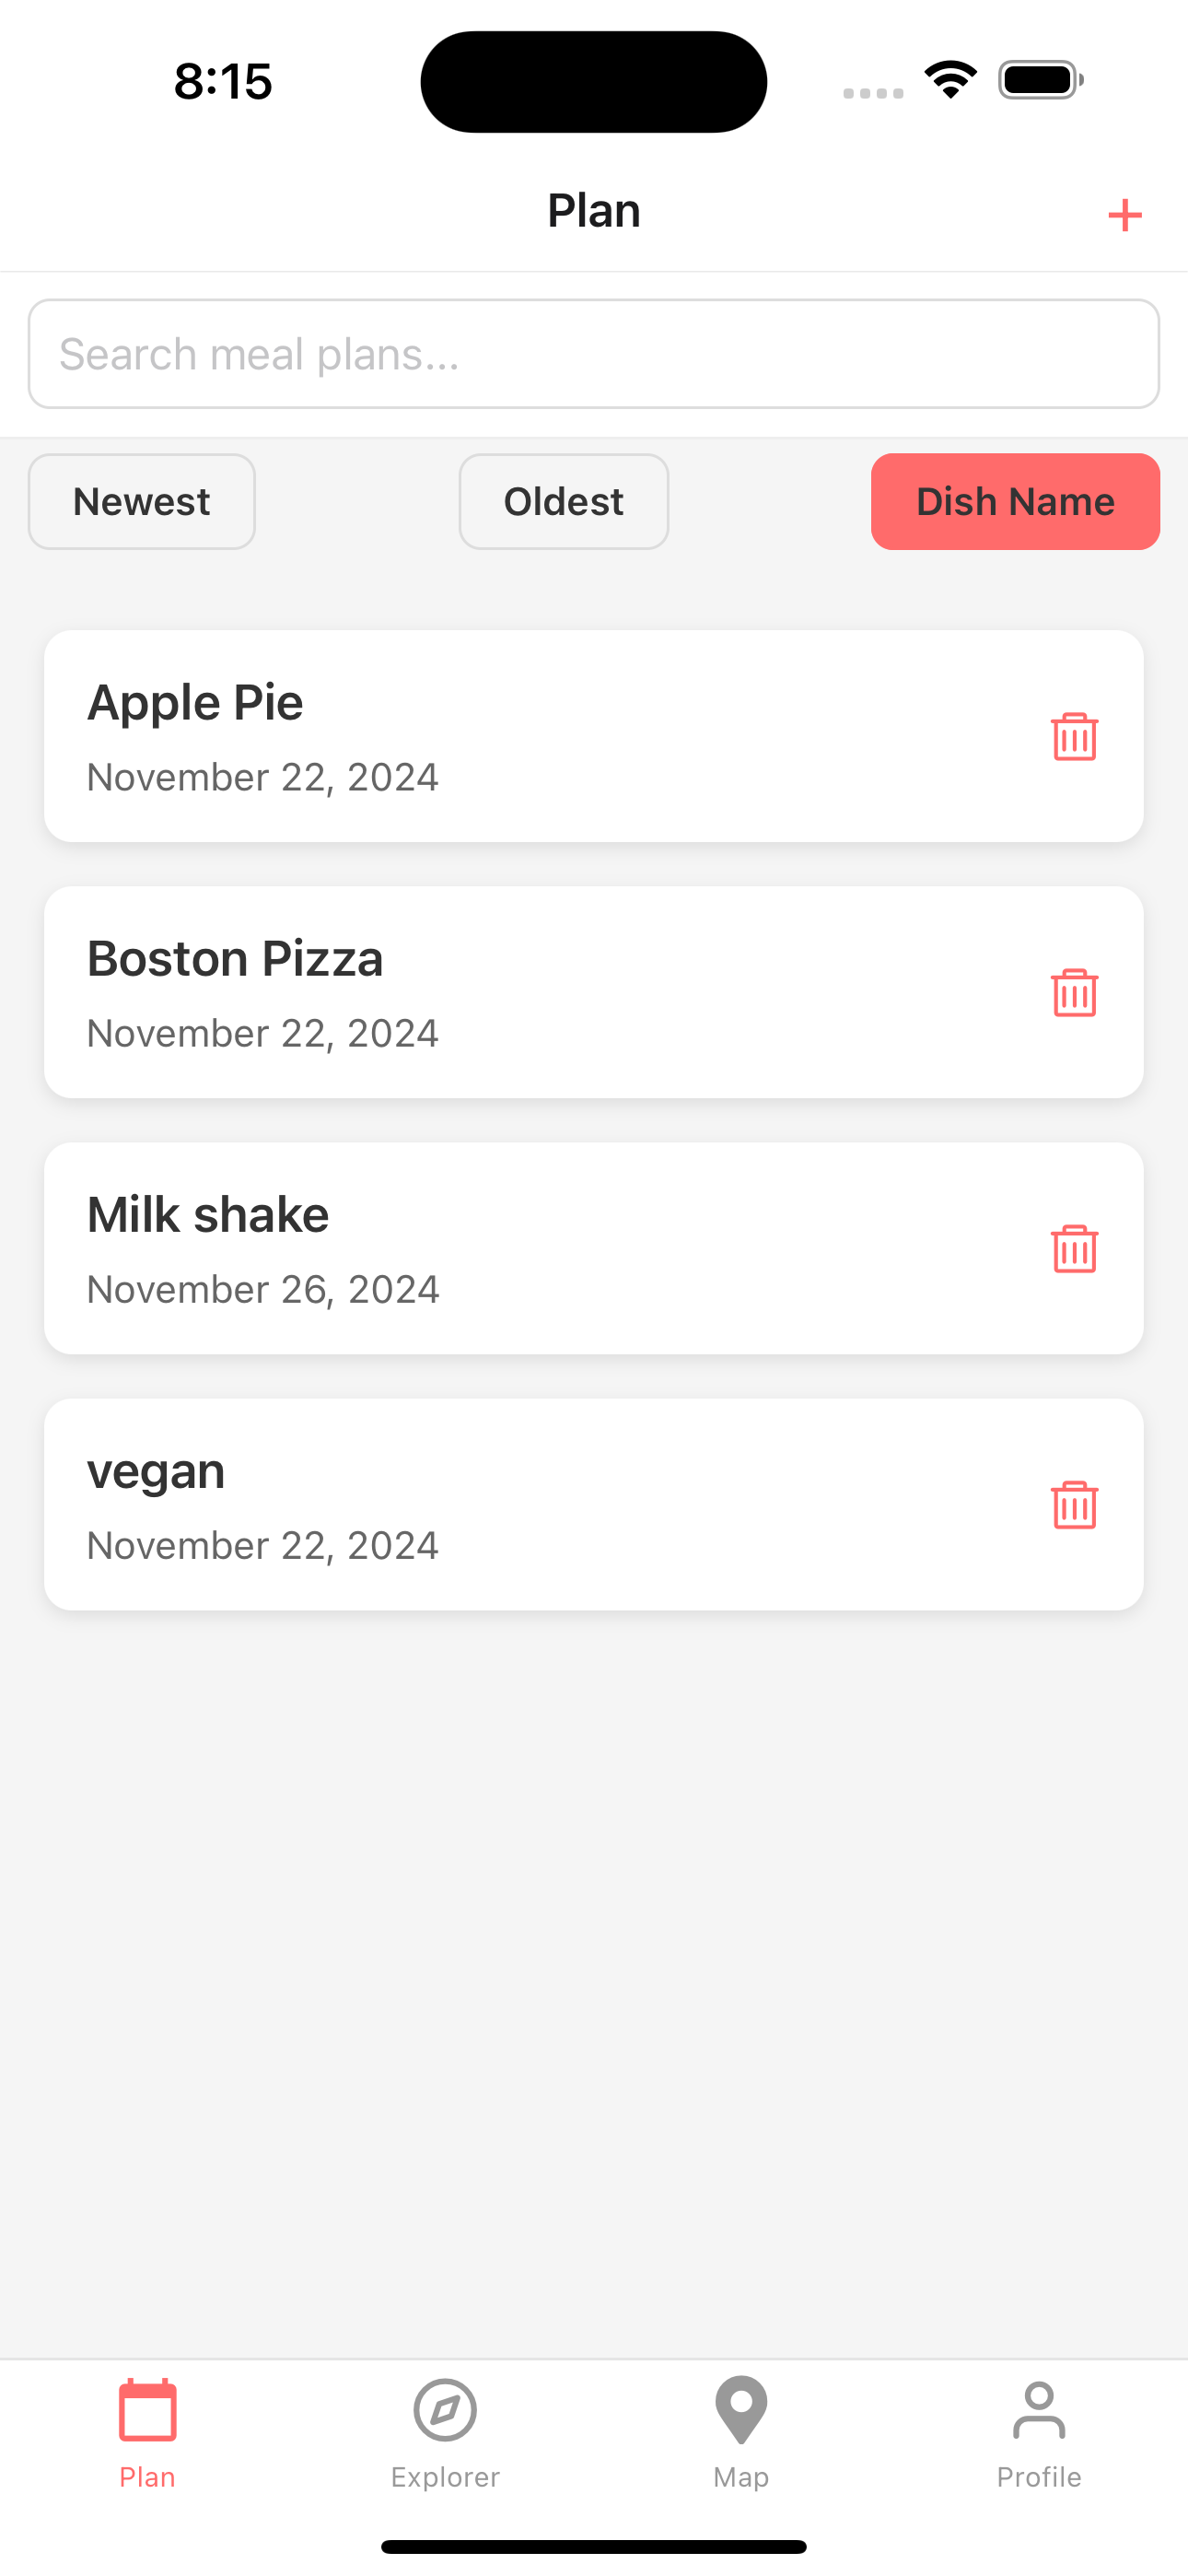 8:15
Plan
+
Search meal plans...
Newest
Oldest
Dish Name
Apple Pie
November 22, 2024
Boston Pizza
November 22, 2024
Milk shake
November 26, 2024
vegan
November 22, 2024
Plan
Explorer
Map
Profile